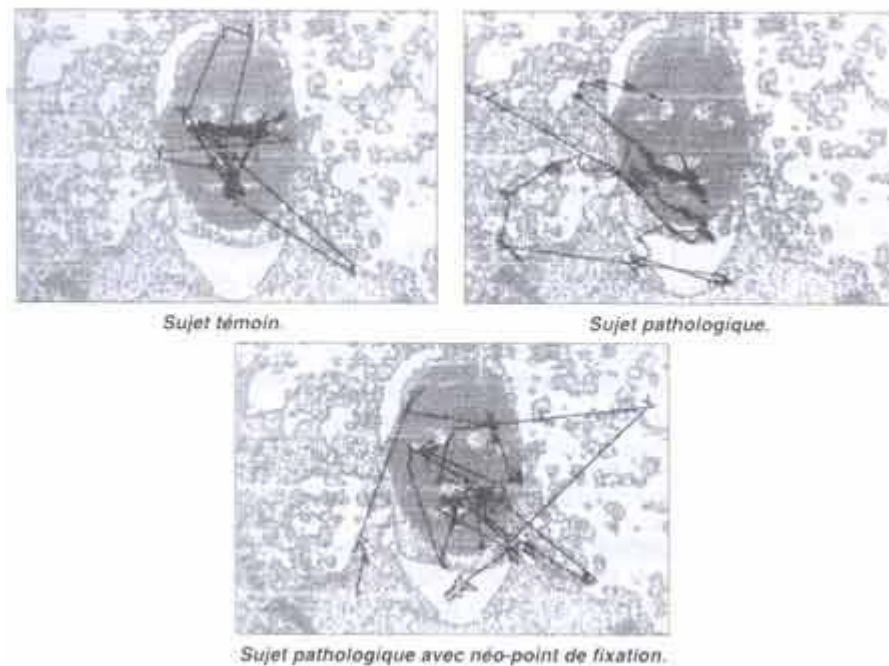 Sujet témoin.
Sujet pathologique.
Sujet pathologique avec néo-point de fixation.